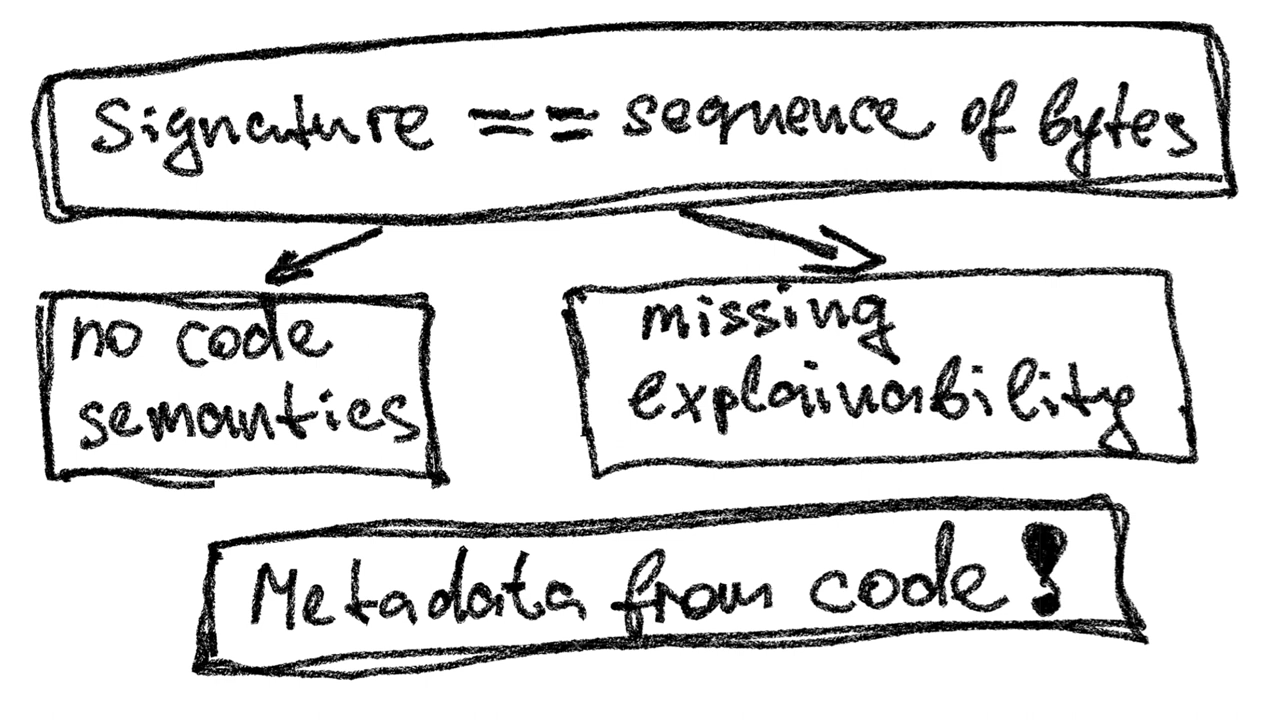 Signature == sequence of bytes
no code
semantics
missing
explainability
Metadata from code!